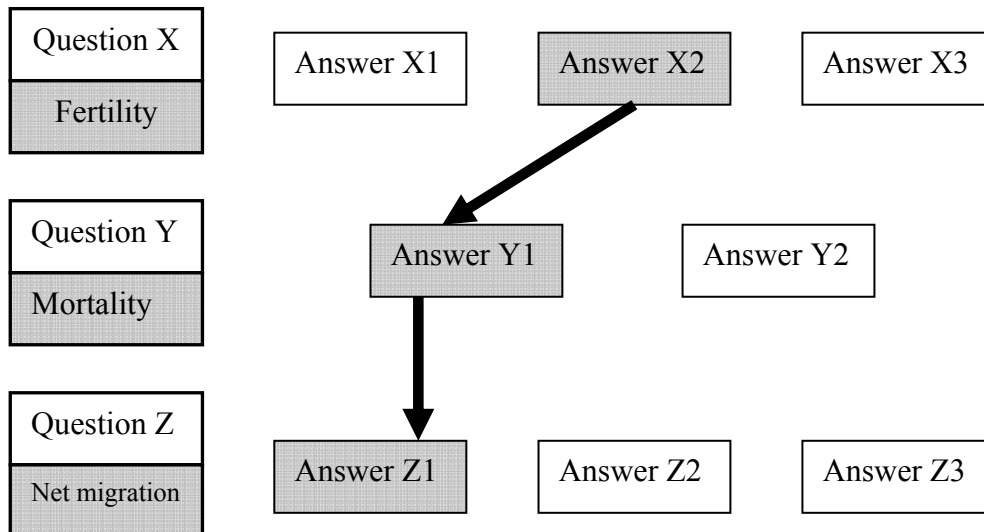 Question X
Fertility
Answer X1
Answer X2
Answer X3
Question Y
Mortality
Answer Y1
Answer Y2
Question Z
Net migration
Answer Z1
Answer Z2
Answer Z3